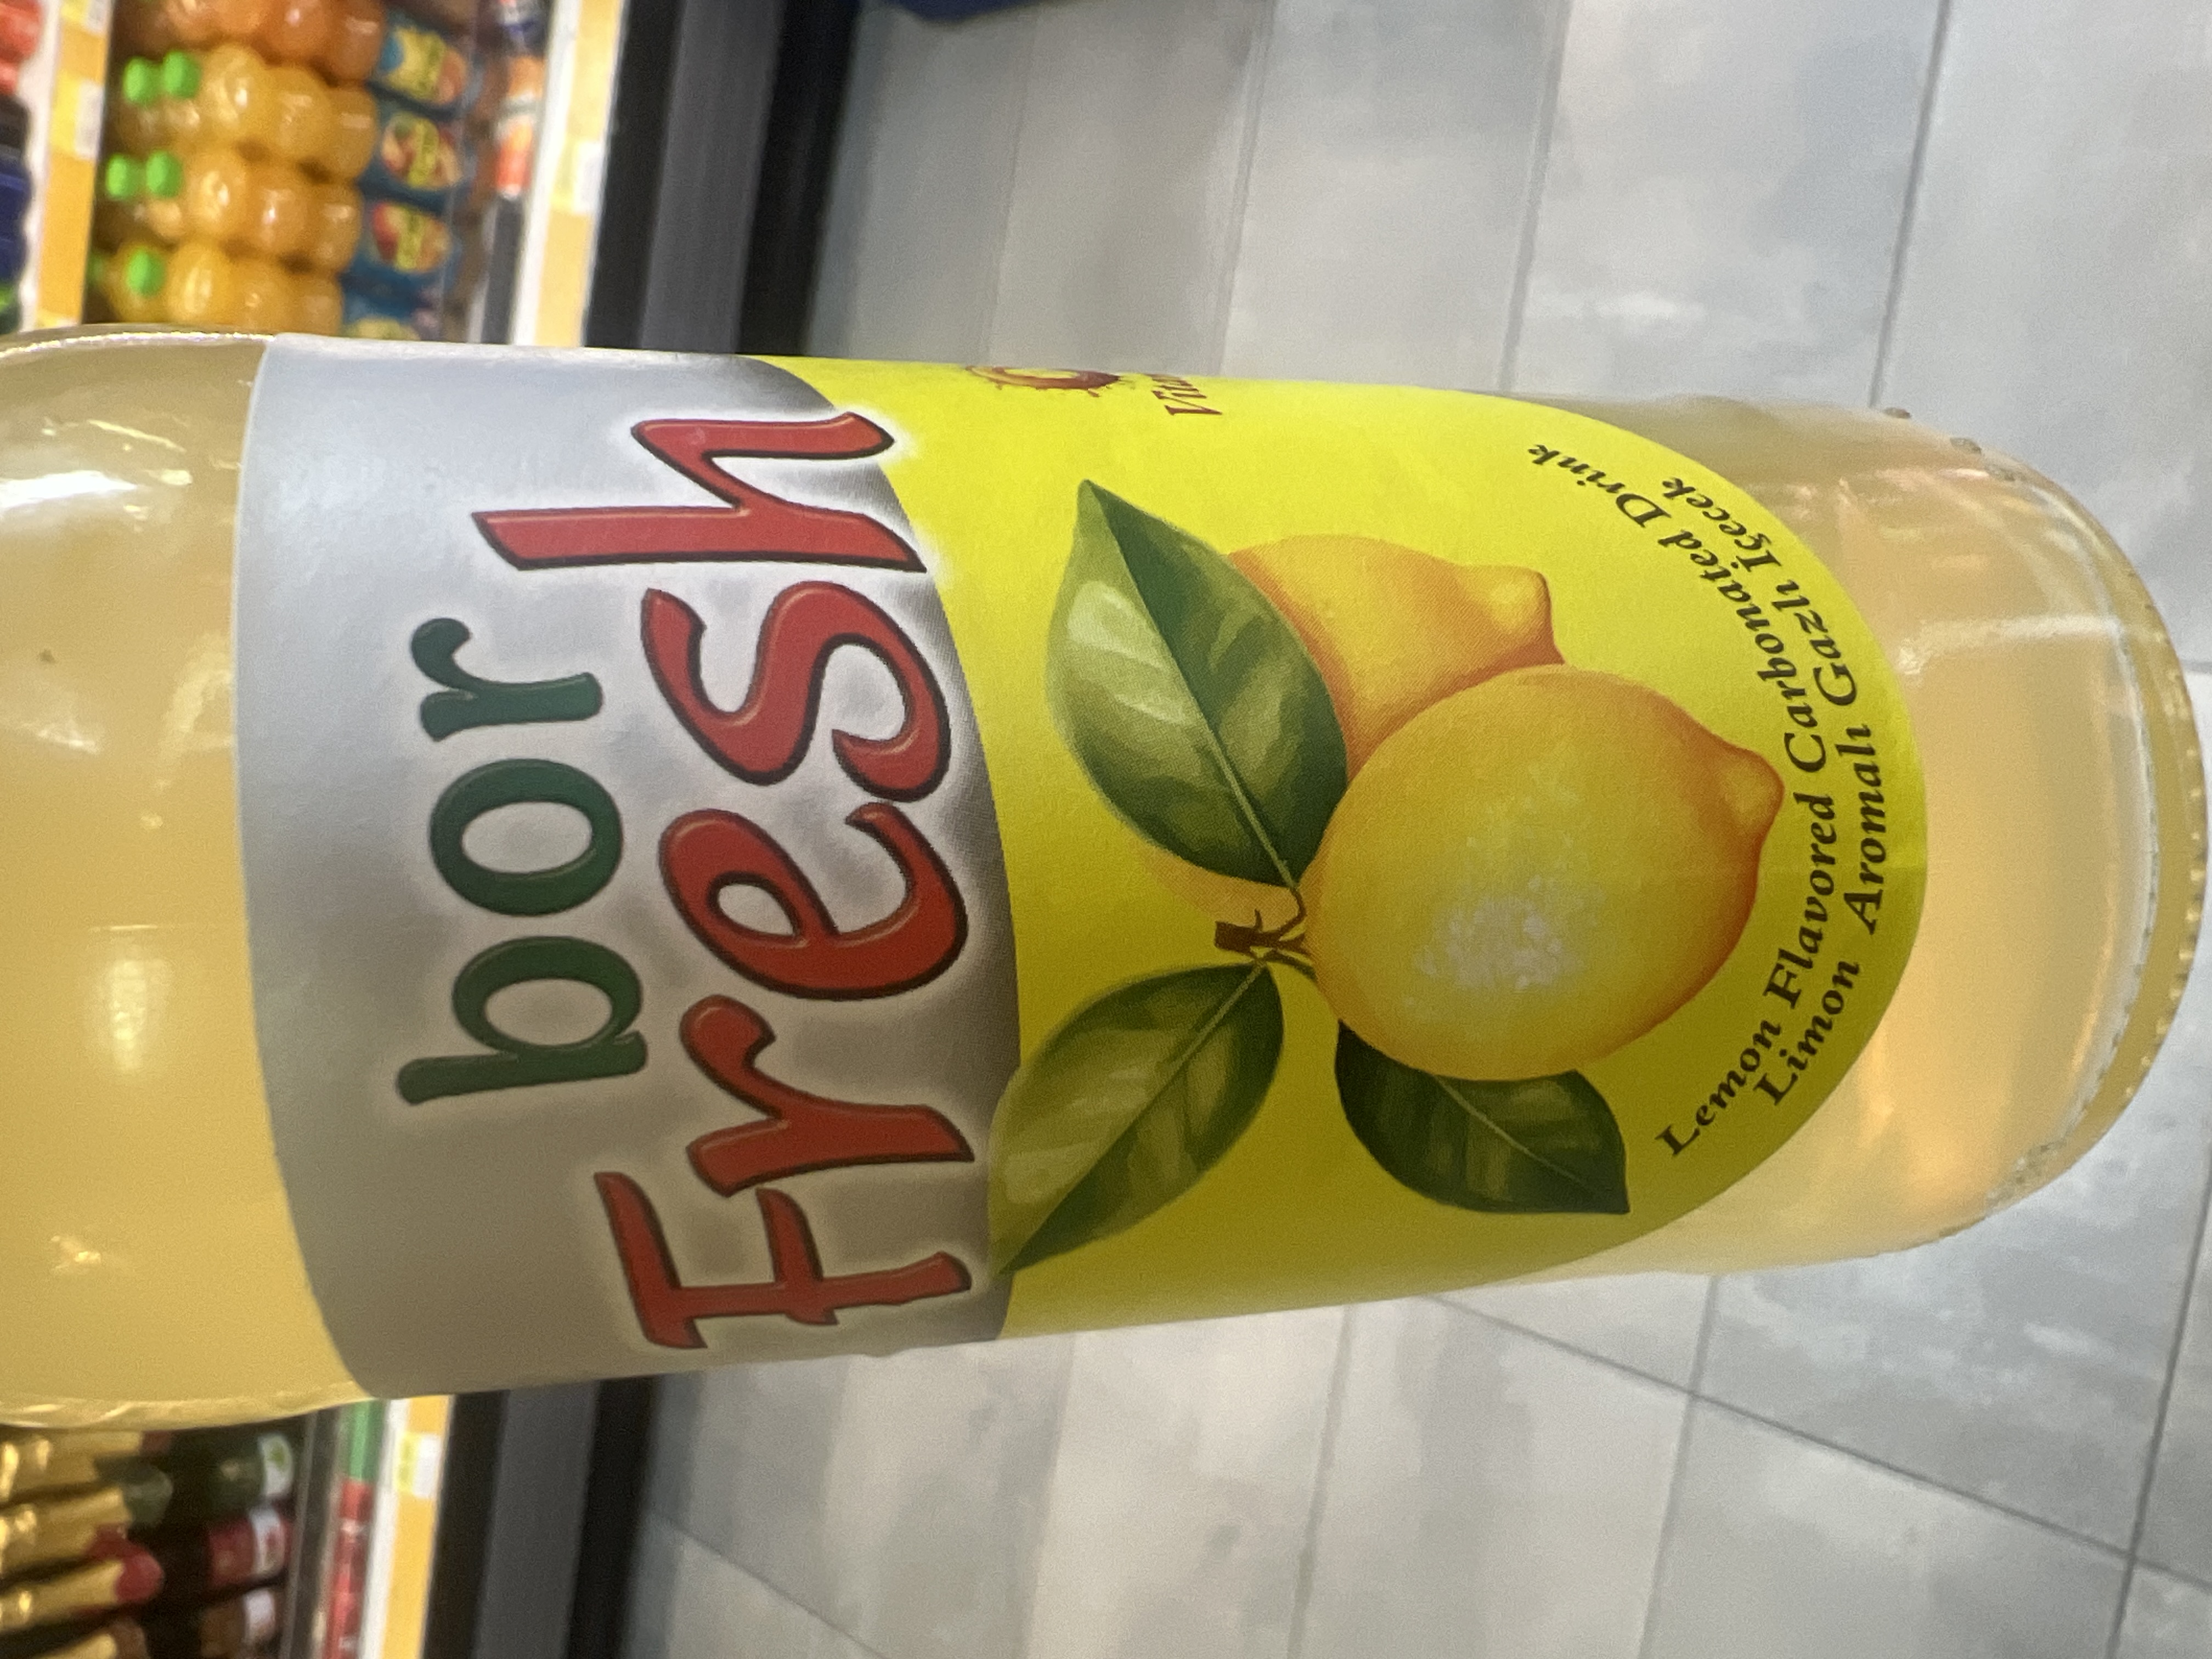 bor
Fresh
Lemon Flavored Carbonated Drink
Limon Aromalı Gazlı İçecek